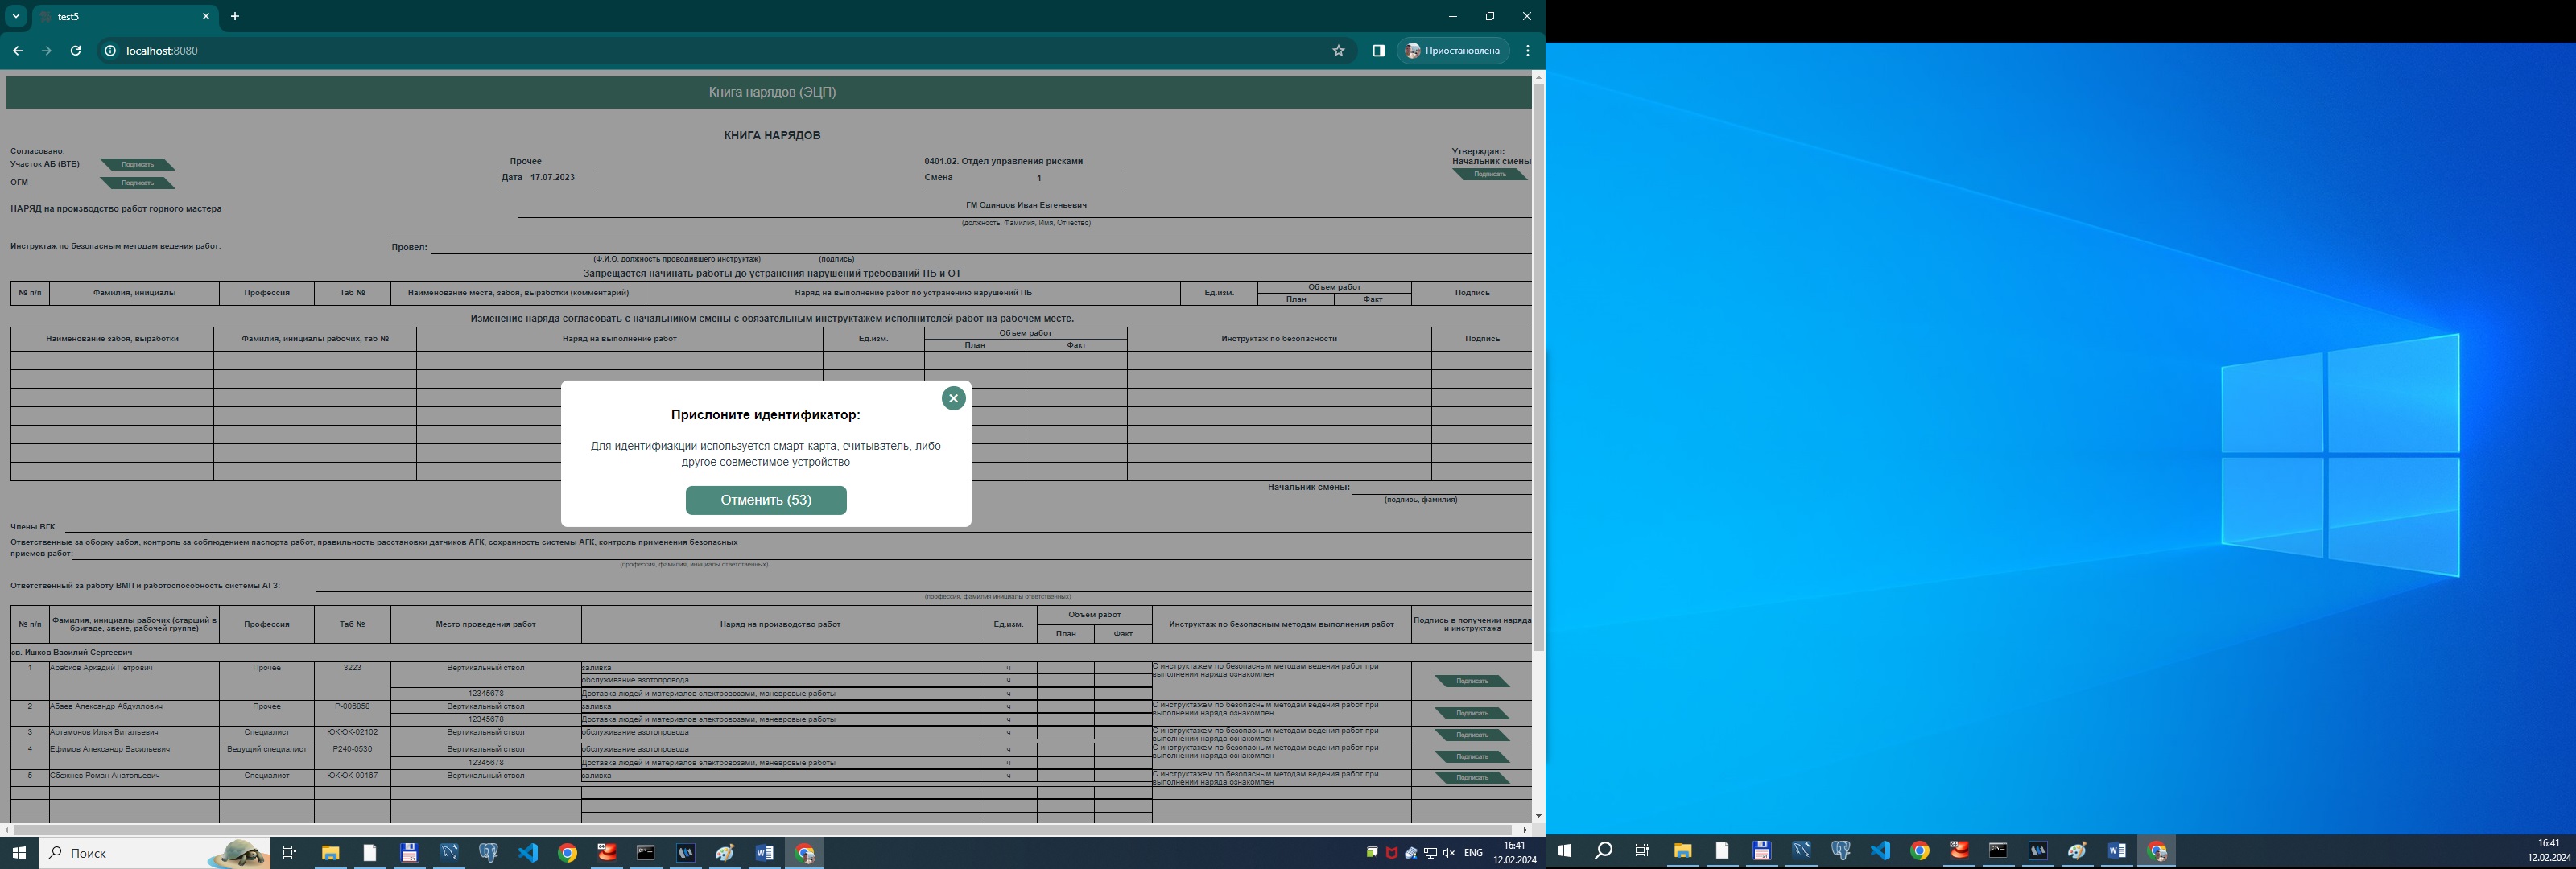 test5
localhost:8080
Приостановлена
Книга нарядов (ЭЦП)
КНИГА НАРЯДОВ
Согласовано:
Участок АБ (ВТБ) Подписать
ОГМ Подписать
Прочее
Дата 17.07.2023
0401.02. Отдел управления рисками
Смена 1
Утверждаю:
Начальник смены
Подписать
НАРЯД на производство работ горного мастера
ГМ Одинцов Иван Евгеньевич
(должность, Фамилия, Имя, Отчество)
Инструктаж по безопасным методам ведения работ:
Провел:
(Ф.И.О, должность проводившего инструктаж) (подпись)
Запрещается начинать работы до устранения нарушений требований ПБ и ОТ
№ п/п Фамилия, инициалы Профессия Таб № Наименование места, забоя, выработки (комментарий) Наряд на выполнение работ по устранению нарушений ПБ Ед.изм. Объем работ Подпись
План Факт
Изменение наряда согласовать с начальником смены с обязательным инструктажем исполнителей работ на рабочем месте.
Наименование забоя, выработки Фамилия, инициалы рабочих, таб № Наряд на выполнение работ Ед.изм. Объем работ Инструктаж по безопасности Подпись
План Факт
Прислоните идентификатор:
Для идентифиакции используется смарт-карта, считыватель, либо
другое совместимое устройство
Отменить (53)
Начальник смены:
(подпись, фамилия)
Члены ВГК
Ответственные за оборку забоя, контроль за соблюдением паспорта работ, правильность расстановки датчиков АГК, сохранность системы АГК, контроль применения безопасных
приемов работ:
(профессия, фамилия, инициалы ответственных)
Ответственный за работу ВМП и работоспособность системы АГЗ:
(профессия, фамилия инициалы ответственных)
№ п/п Фамилия, инициалы рабочих (старший в бригаде, звене, рабочей группе) Профессия Таб № Место проведения работ Наряд на производство работ Ед.изм. Объем работ Инструктаж по безопасным методам выполнения работ Подпись в получении наряда и инструктажа
План Факт
зв. Ишков Василий Сергеевич
1 Абабков Аркадий Петрович Прочее 3223 Вертикальный ствол заливка ч С инструктажем по безопасным методам ведения работ при
выполнении наряда ознакомлен
обслуживание азотопровода ч Подписать
12345678 Доставка людей и материалов электровозами, маневровые работы ч
2 Абаев Александр Абдуллович Прочее Р-006858 Вертикальный ствол заливка ч С инструктажем по безопасным методам ведения работ при
выполнении наряда ознакомлен Подписать
12345678 Доставка людей и материалов электровозами, маневровые работы ч
3 Артамонов Илья Витальевич Специалист ЮКЮК-02102 Вертикальный ствол обслуживание азотопровода ч С инструктажем по безопасным методам ведения работ при
выполнении наряда ознакомлен Подписать
4 Ефимов Александр Васильевич Ведущий специалист Р240-0530 Вертикальный ствол обслуживание азотопровода ч С инструктажем по безопасным методам ведения работ при
выполнении наряда ознакомлен Подписать
12345678 Доставка людей и материалов электровозами, маневровые работы ч
5 Сбежнев Роман Анатольевич Специалист ЮКЮК-00167 Вертикальный ствол заливка ч С инструктажем по безопасным методам ведения работ при
выполнении наряда ознакомлен Подписать
Поиск
ENG
16:41
12.02.2024
16:41
12.02.2024